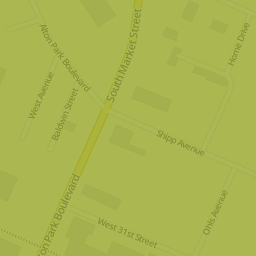 Alton Park Boulevard
South Market Street
Home Drive
West Avenue
Baldwin Street
Shipp Avenue
Ohls Avenue
ton Park Boulevard
West 31st Street